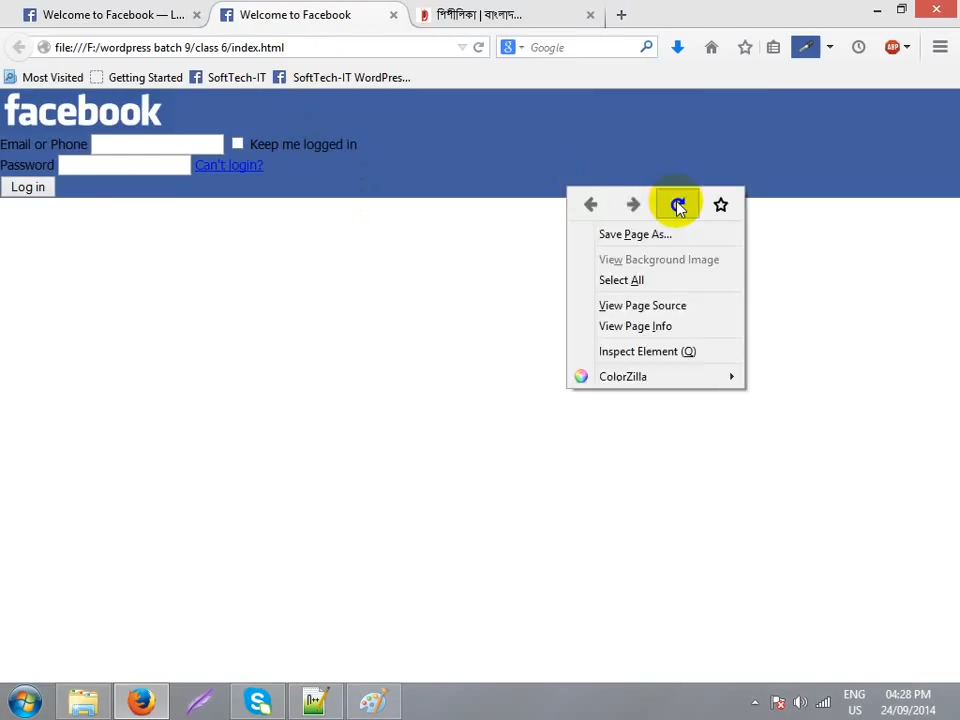 Welcome to Facebook — L...
Welcome to Facebook
পিপীলিকা | বাংলাদ...
file:///F:/wordpress batch 9/class 6/index.html
Google
Most Visited
Getting Started
SoftTech-IT
SoftTech-IT WordPres...
facebook
Email or Phone
Keep me logged in
Password
Can't login?
Log in
Save Page As...
View Background Image
Select All
View Page Source
View Page Info
Inspect Element (Q)
ColorZilla
ENG
04:28 PM
US
24/09/2014